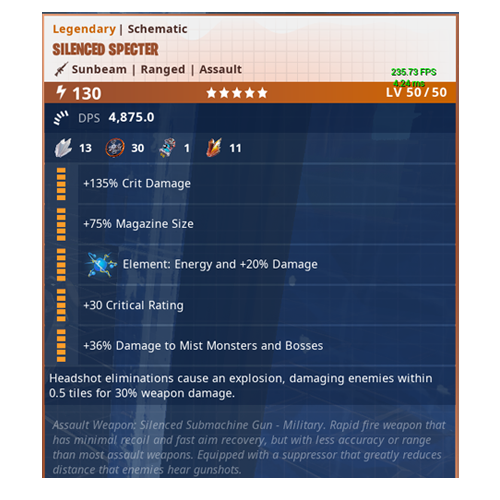 Legendary | Schematic
SILENCED SPECTER
Sunbeam | Ranged | Assault
235.73 FPS
4.24 ms
130 ★★★★★ LV 50/50
DPS 4,875.0
13 30 1 11
+135% Crit Damage
+75% Magazine Size
Element: Energy and +20% Damage
+30 Critical Rating
+36% Damage to Mist Monsters and Bosses
Headshot eliminations cause an explosion, damaging enemies within
0.5 tiles for 30% weapon damage.
Assault Weapon: Silenced Submachine Gun - Military. Rapid fire weapon that
has minimal recoil and fast aim recovery, but with less accuracy or range
than most assault weapons. Equipped with a suppressor that greatly reduces
distance that enemies hear gunshots.